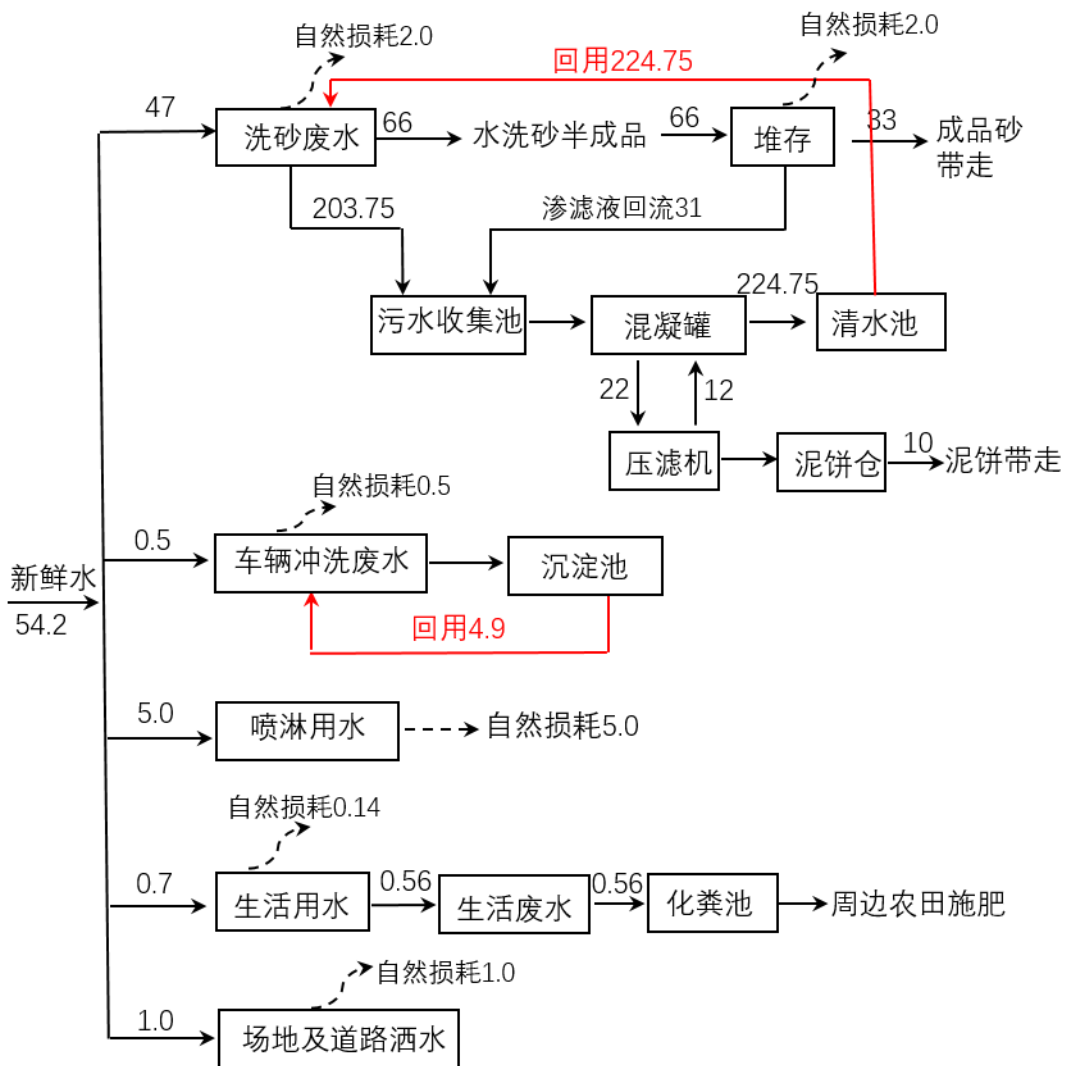 自然损耗2.0
自然损耗2.0
回用224.75
47
洗砂废水
66
水洗砂半成品
66
堆存
33
成品砂
带走
203.75
渗滤液回流31
污水收集池
混凝罐
224.75
清水池
22
12
压滤机
泥饼仓
10
泥饼带走
自然损耗0.5
0.5
车辆冲洗废水
沉淀池
新鲜水
54.2
回用4.9
5.0
喷淋用水
自然损耗5.0
自然损耗0.14
0.7
生活用水
0.56
生活废水
0.56
化粪池
周边农田施肥
自然损耗1.0
1.0
场地及道路洒水